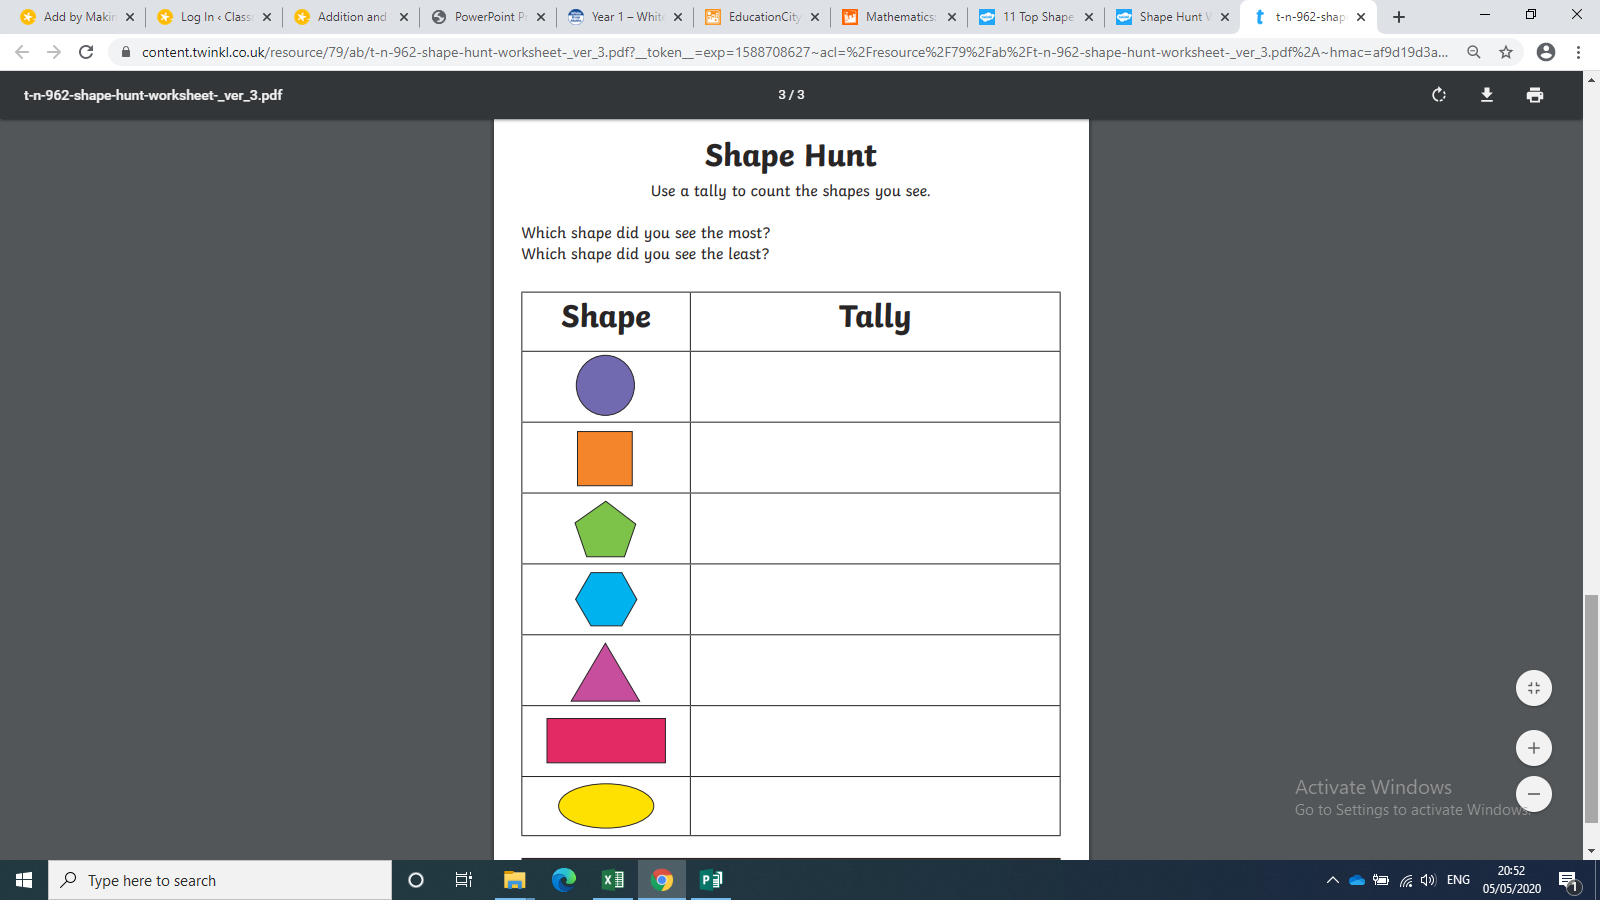 Add by Makin
Log In ‹ Class
Addition and
PowerPoint P
Year 1 – White
EducationCity
Mathematics:
11 Top Shape
Shape Hunt W
t-n-962-shap
content.twinkl.co.uk/resource/79/ab/t-n-962-shape-hunt-worksheet-_ver_3.pdf?__token__=exp=1588708627~acl=%2Fresource%2F79%2Fab%2Ft-n-962-shape-hunt-worksheet-_ver_3.pdf%2A~hmac=af9d19d3a...
t-n-962-shape-hunt-worksheet-_ver_3.pdf
3 / 3
Shape Hunt
Use a tally to count the shapes you see.
Which shape did you see the most?
Which shape did you see the least?
Shape Tally
Activate Windows
Go to Settings to activate Windows.
Type here to search
ENG
20:52
05/05/2020
1